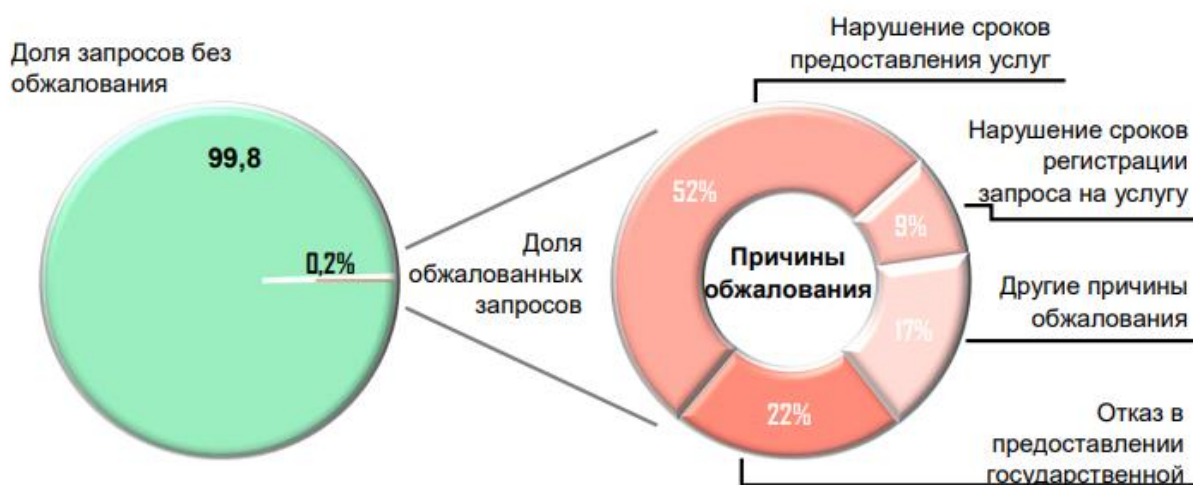 Доля запросов без
обжалования
99,8
0,2%
Доля
обжалованных
запросов
Нарушение сроков
предоставления услуг
52%
Нарушение сроков
регистрации
запроса на услугу
9%
Причины
обжалования
Другие причины
обжалования
17%
22%
Отказ в
предоставлении
государственной